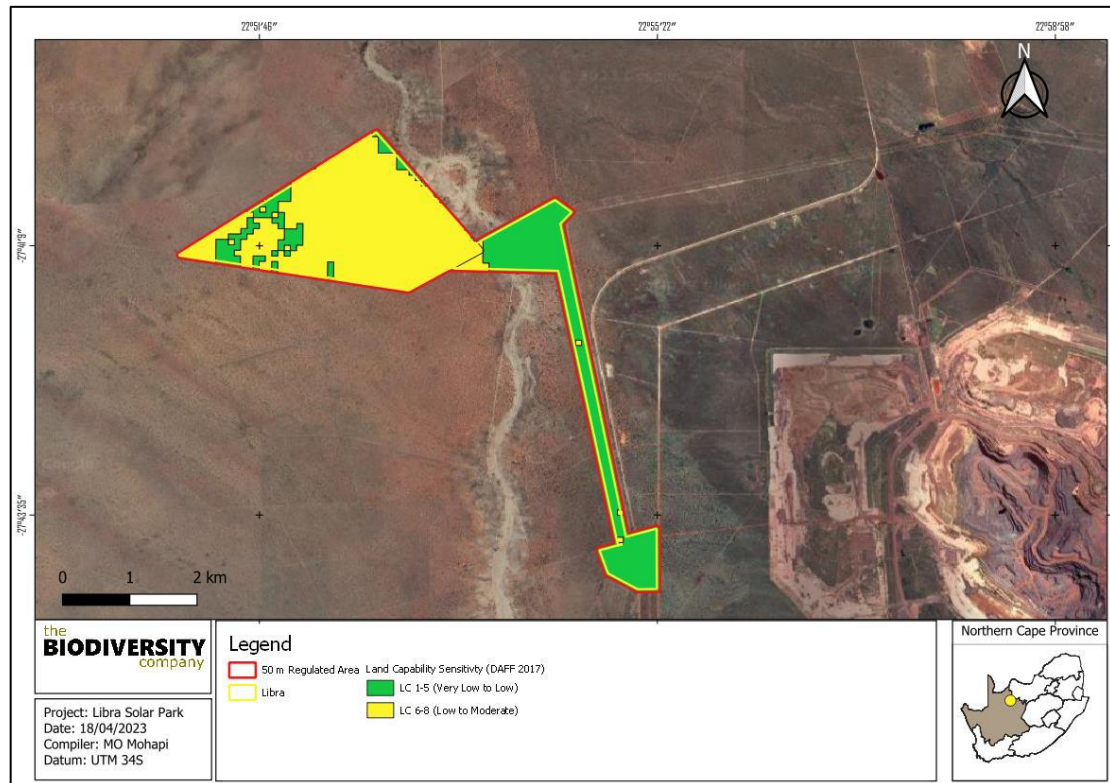 22°51'46"
22°55'22"
22°58'58"
N
-27°41'9"
-27°43'35"
0 1 2 km
the
BIODIVERSITY
company
Project: Libra Solar Park
Date: 18/04/2023
Compiler: MO Mohapi
Datum: UTM 34S
Legend
50 m Regulated Area
Libra
Land Capability Sensitivity (DAFF 2017)
LC 1-5 (Very Low to Low)
LC 6-8 (Low to Moderate)
Northern Cape Province